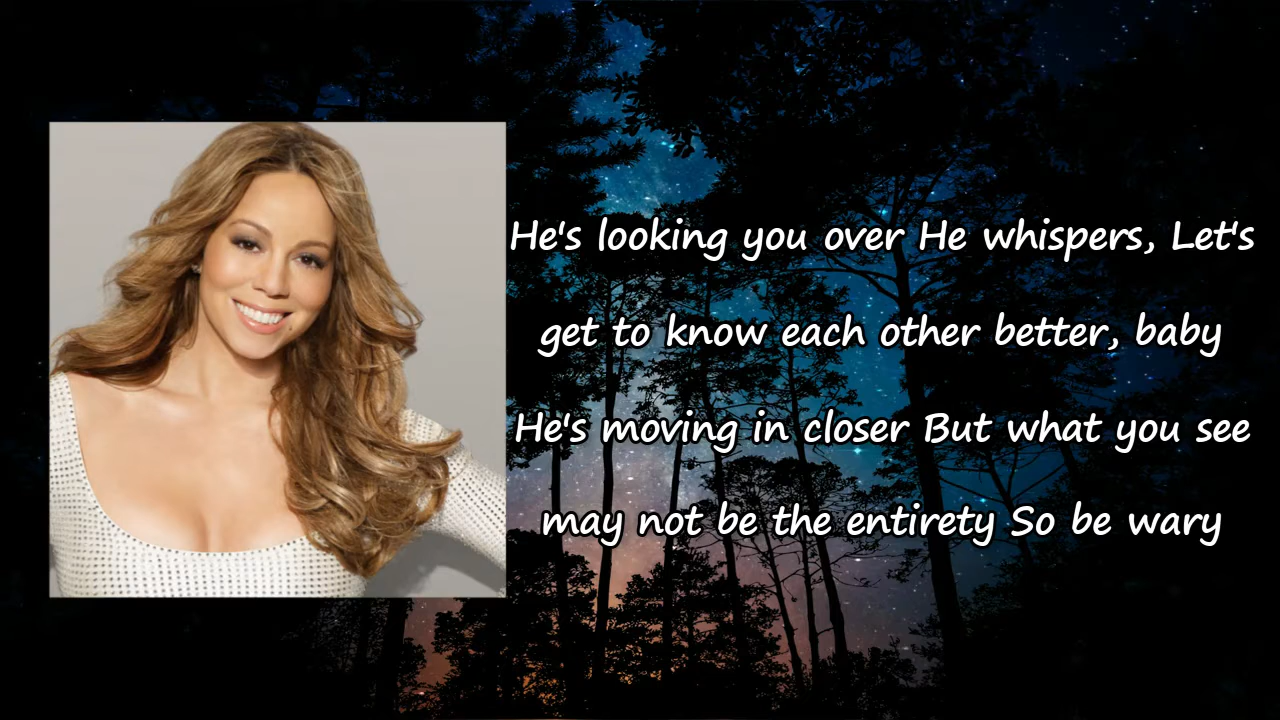 He's looking you over He whispers, Let's
get to know each other better, baby
He's moving in closer But what you see
may not be the entirety So be wary